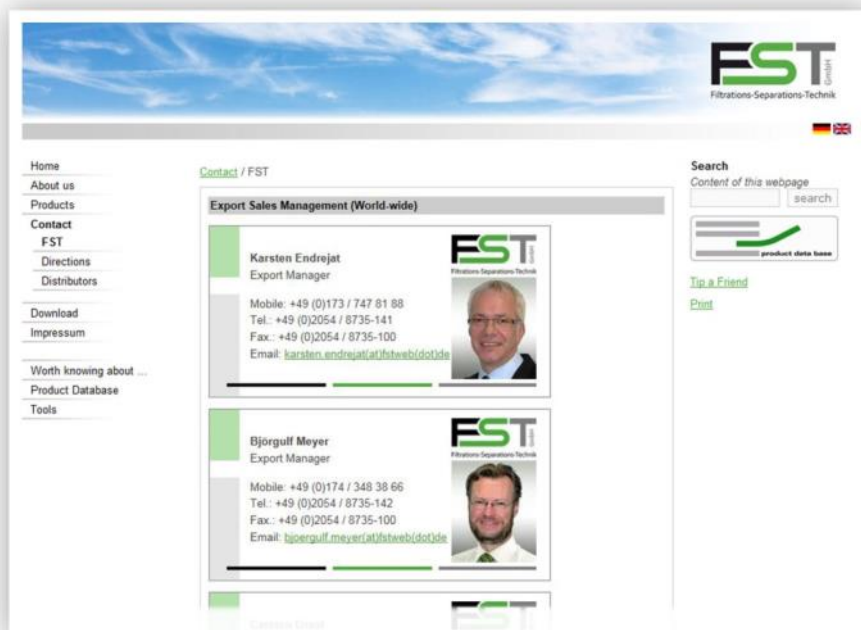 FST
GmbH
Filtrations-Separations-Technik
Home
About us
Products
Contact
FST
Directions
Distributors
Download
Impressum
Worth knowing about ...
Product Database
Tools
Contact / FST
Export Sales Management (World-wide)
Karsten Endrejat
Export Manager
Mobile: +49 (0)173 / 747 81 88
Tel.: +49 (0)2054 / 8735-141
Fax.: +49 (0)2054 / 8735-100
Email: karsten.endrejat(at)fstweb(dot)de
FST
GmbH
Filtrations-Separations-Technik
Björgulf Meyer
Export Manager
Mobile: +49 (0)174 / 348 38 66
Tel.: +49 (0)2054 / 8735-142
Fax.: +49 (0)2054 / 8735-100
Email: bjoergulf.meyer(at)fstweb(dot)de
FST
GmbH
Filtrations-Separations-Technik
Search
Content of this webpage
search
product data base
Tip a Friend
Print